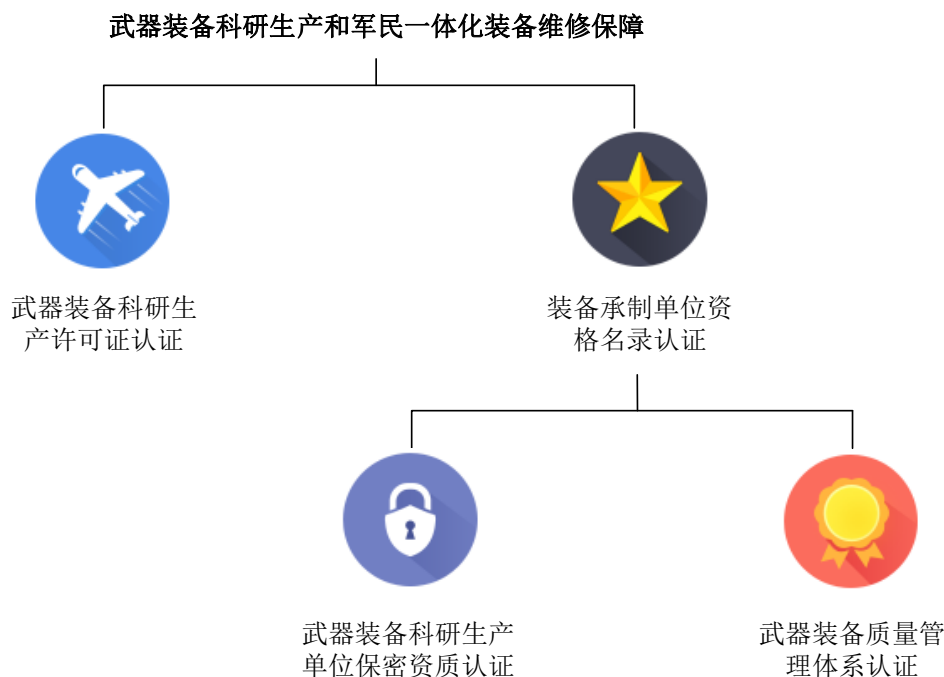 武器装备科研生产和军民一体化装备维修保障
武器装备科研生
产许可证认证
装备承制单位资
格名录认证
武器装备科研生产
单位保密资质认证
武器装备质量管
理体系认证